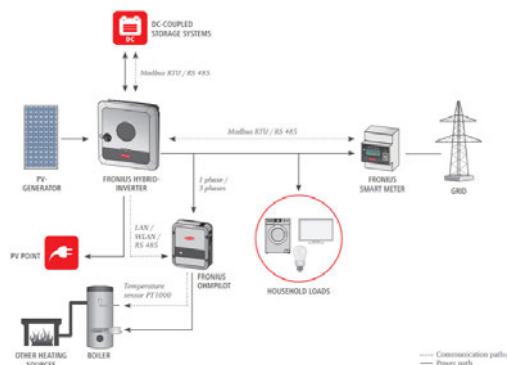 DC
DC-COUPLED
STORAGE SYSTEMS
Modbus RTU / RS 485
Modbus RTU / RS 485
PV-
GENERATOR
FRONIUS HYBRID-
INVERTER
1 phase /
3 phases
FRONIUS
SMART METER
GRID
LAN /
WLAN /
RS 485
PV POINT
FRONIUS
OHMPILOT
HOUSEHOLD LOADS
Temperature
sensor PT1000
OTHER HEATING
SOURCES
BOILER
Communication paths
Power path